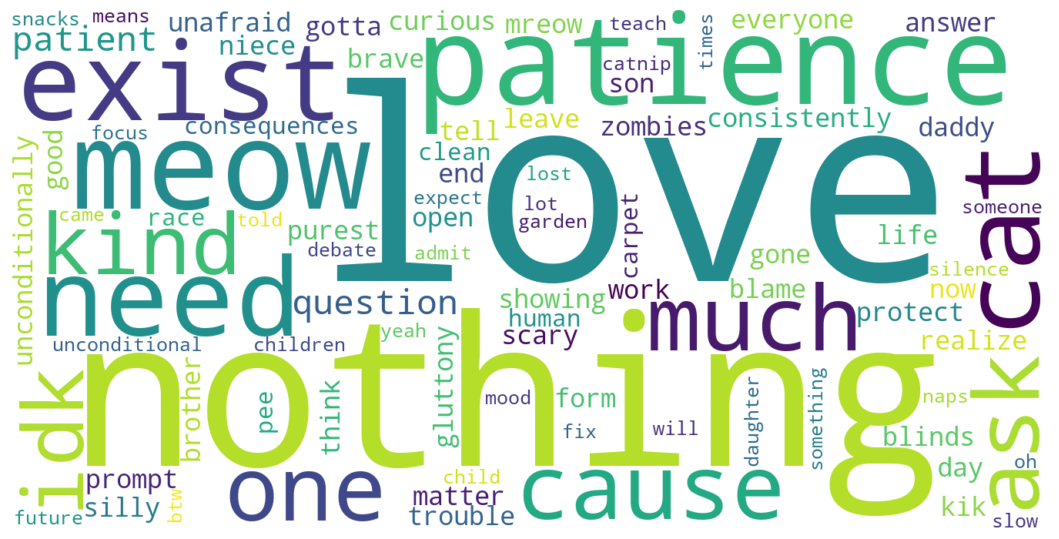 snacks means unafraid gotta curious mreow teach times everyone answer
patient niece brave patience catnip son
exist
focus consequences tell leave zombies consistently daddy
good meow clean love cat
unconditionally end lost
expect lot someone
came race told purest open garden carpet life
kind debate admit gone silence
need question showing work blame now
human much protect
unconditional children yeah scary realize
nothing
idk brother pee think gluttony mood form daughter something naps ask
fix will blinds
prompt one child matter cause day oh
silly trouble kik
future btw slow